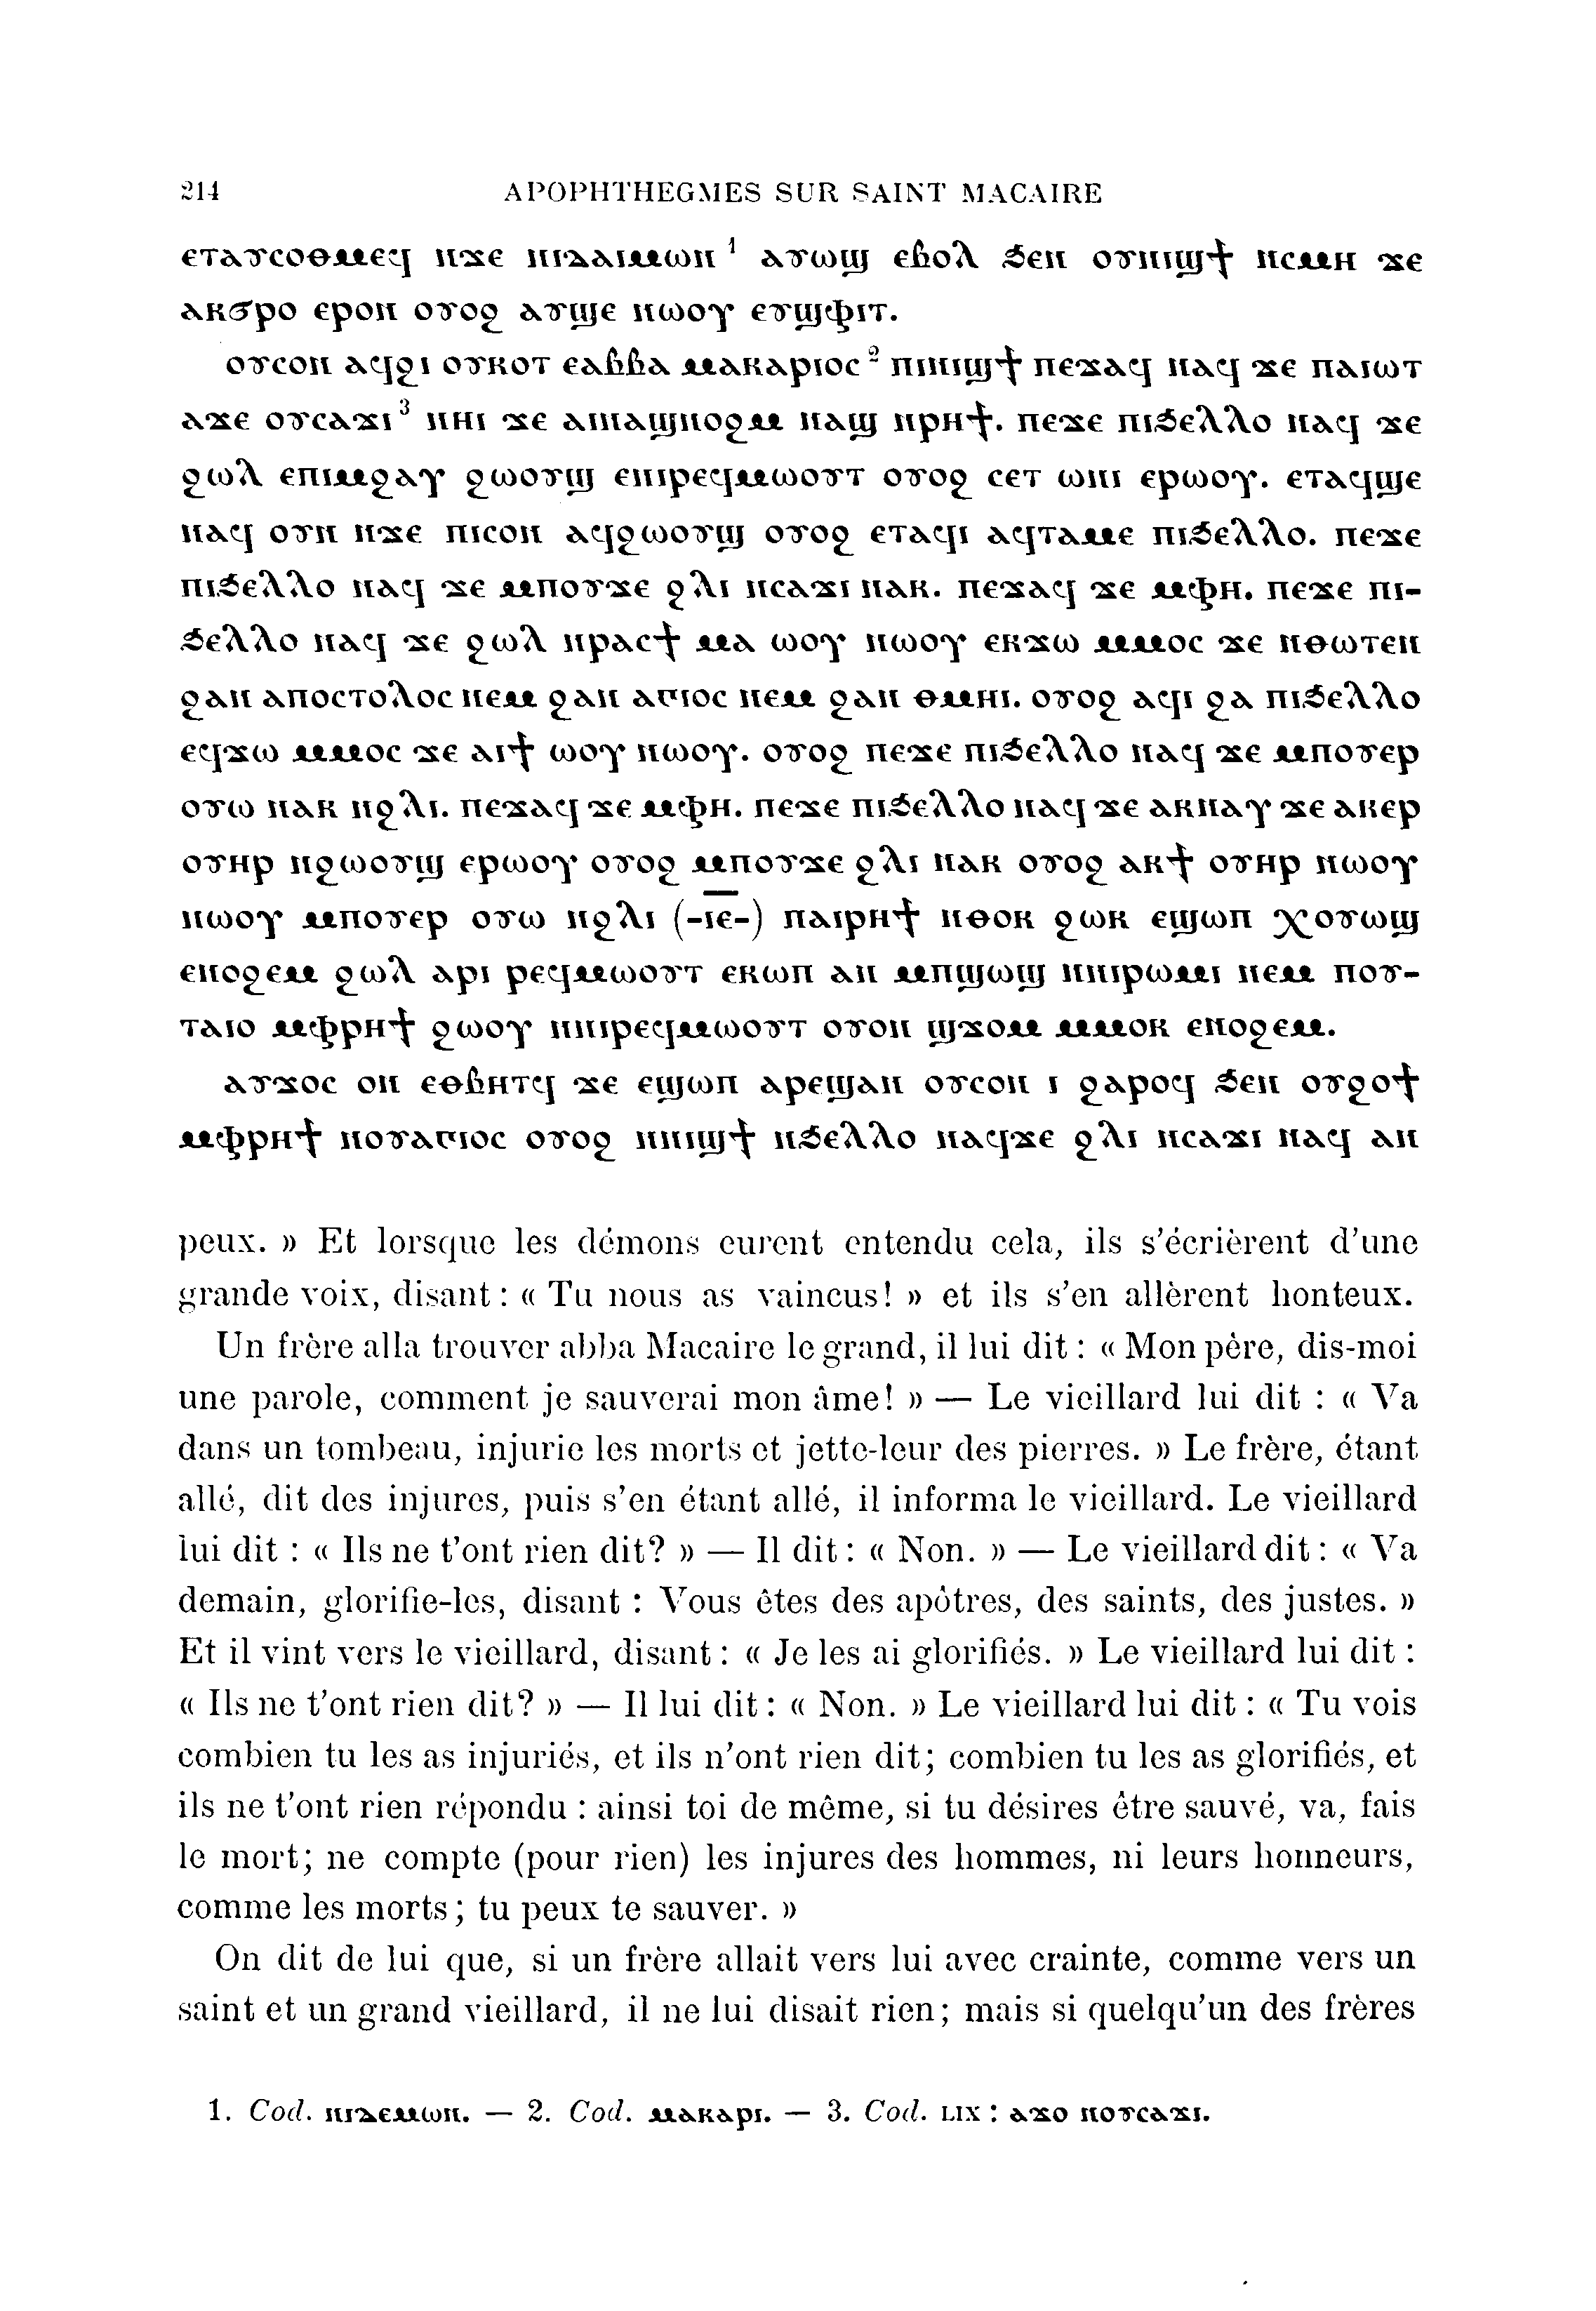 214 APOPHTHEGMES SUR SAINT MACAIRE
ⲉⲧⲁⲩⲥⲟⲑⲙⲉϥ ⲛϫⲉ ⲛⲓⲇⲁⲓⲙⲱⲛ ¹ ⲁⲩⲱϣ ⲉⲃⲟⲗ ϧⲉⲛ ⲟⲩⲛⲓϣϯ ⲛⲥⲙⲏ ϫⲉ
ⲁⲕϭⲣⲟ ⲉⲣⲟⲛ ⲟⲩⲟϩ ⲁⲩϣⲉ ⲛⲱⲟⲩ ⲉⲩϣⲫⲓⲧ.
ⲟⲩⲥⲟⲛ ⲁϥϩⲓ ⲟⲩⲕⲟⲧ ⲉⲁⲃⲃⲁ ⲙⲁⲕⲁⲣⲓⲟⲥ ² ⲡⲓⲛⲓϣϯ ⲡⲉϫⲁϥ ⲛⲁϥ ϫⲉ ⲡⲁⲓⲱⲧ
ⲁϫⲉ ⲟⲩⲥⲁϫⲓ ³ ⲛⲏⲓ ϫⲉ ⲁⲓⲛⲁϣⲛⲟϩⲙ ⲛⲁϣ ⲛⲣⲏϯ. ⲡⲉϫⲉ ⲡⲓϧⲉⲗⲗⲟ ⲛⲁϥ ϫⲉ
ϩⲱⲗ ⲉⲡⲓⲙϩⲁⲩ ϩⲱⲟⲩϣ ⲉⲛⲓⲣⲉϥⲙⲱⲟⲩⲧ ⲟⲩⲟϩ ⲥⲉⲧ ⲱⲛⲓ ⲉⲣⲱⲟⲩ. ⲉⲧⲁϥϣⲉ
ⲛⲁϥ ⲟⲩⲛ ⲛϫⲉ ⲡⲓⲥⲟⲛ ⲁϥϩⲱⲟⲩϣ ⲟⲩⲟϩ ⲉⲧⲁϥⲓ ⲁϥⲧⲁⲙⲉ ⲡⲓϧⲉⲗⲗⲟ. ⲡⲉϫⲉ
ⲡⲓϧⲉⲗⲗⲟ ⲛⲁϥ ϫⲉ ⲙⲡⲟⲩϫⲉ ϩⲗⲓ ⲛⲥⲁϫⲓ ⲛⲁⲕ. ⲡⲉϫⲁϥ ϫⲉ ⲙⲫⲏ. ⲡⲉϫⲉ ⲡⲓ-
ϧⲉⲗⲗⲟ ⲛⲁϥ ϫⲉ ϩⲱⲗ ⲛⲣⲁⲥϯ ⲙⲁ ⲱⲟⲩ ⲛⲱⲟⲩ ⲉⲕϫⲱ ⲙⲙⲟⲥ ϫⲉ ⲛⲑⲱⲧⲉⲛ
ϩⲁⲛ ⲁⲡⲟⲥⲧⲟⲗⲟⲥ ⲛⲉⲙ ϩⲁⲛ ⲁⲅⲓⲟⲥ ⲛⲉⲙ ϩⲁⲛ ⲑⲙⲏⲓ. ⲟⲩⲟϩ ⲁϥⲓ ϩⲁ ⲡⲓϧⲉⲗⲗⲟ
ⲉϥϫⲱ ⲙⲙⲟⲥ ϫⲉ ⲁⲓϯ ⲱⲟⲩ ⲛⲱⲟⲩ. ⲟⲩⲟϩ ⲡⲉϫⲉ ⲡⲓϧⲉⲗⲗⲟ ⲛⲁϥ ϫⲉ ⲙⲡⲟⲩⲉⲣ
ⲟⲩⲱ ⲛⲁⲕ ⲛϩⲗⲓ. ⲡⲉϫⲁϥ ϫⲉ ⲙⲫⲏ. ⲡⲉϫⲉ ⲡⲓϧⲉⲗⲗⲟ ⲛⲁϥ ϫⲉ ⲁⲕⲛⲁⲩ ϫⲉ ⲁⲕⲉⲣ
ⲟⲩⲏⲣ ⲛϩⲱⲟⲩϣ ⲉⲣⲱⲟⲩ ⲟⲩⲟϩ ⲙⲡⲟⲩϫⲉ ϩⲗⲓ ⲛⲁⲕ ⲟⲩⲟϩ ⲁⲕϯ ⲟⲩⲏⲣ ⲛⲱⲟⲩ
ⲛⲱⲟⲩ ⲙⲡⲟⲩⲉⲣ ⲟⲩⲱ ⲛϩⲗⲓ (-ⲓ̅ⲉ̅-) ⲡⲁⲓⲣⲏϯ ⲛⲑⲟⲕ ϩⲱⲕ ⲉϣⲱⲡ ⲭⲟⲩⲱϣ
ⲉⲛⲟϩⲉⲙ ϩⲱⲗ ⲁⲣⲓ ⲣⲉϥⲙⲱⲟⲩⲧ ⲉⲕⲱⲡ ⲁⲛ ⲙⲡϣⲱϣ ⲛⲛⲓⲣⲱⲙⲓ ⲛⲉⲙ ⲡⲟⲩ-
ⲧⲁⲓⲟ ⲙⲫⲣⲏϯ ϩⲱⲟⲩ ⲛⲛⲓⲣⲉϥⲙⲱⲟⲩⲧ ⲟⲩⲟⲛ ϣϫⲟⲙ ⲙⲙⲟⲕ ⲉⲛⲟϩⲉⲙ.
ⲁⲩϫⲟⲥ ⲟⲛ ⲉⲑⲃⲏⲧϥ ϫⲉ ⲉϣⲱⲡ ⲁⲣⲉϣⲁⲛ ⲟⲩⲥⲟⲛ ⲓ ϩⲁⲣⲟϥ ϧⲉⲛ ⲟⲩϩⲟϯ
ⲙⲫⲣⲏϯ ⲛⲟⲩⲁⲅⲓⲟⲥ ⲟⲩⲟϩ ⲛⲛⲓϣϯ ⲛϧⲉⲗⲗⲟ ⲛⲁϥϫⲉ ϩⲗⲓ ⲛⲥⲁϫⲓ ⲛⲁϥ ⲁⲛ
peux. » Et lorsque les démons eurent entendu cela, ils s'écrièrent d'une
grande voix, disant : « Tu nous as vaincus! » et ils s'en allèrent honteux.
Un frère alla trouver abba Macaire le grand, il lui dit : « Mon père, dis-moi
une parole, comment je sauverai mon âme! » — Le vieillard lui dit : « Va
dans un tombeau, injurie les morts et jette-leur des pierres. » Le frère, étant
allé, dit des injures, puis s'en étant allé, il informa le vieillard. Le vieillard
lui dit : « Ils ne t'ont rien dit? » — Il dit : « Non. » — Le vieillard dit : « Va
demain, glorifie-les, disant : Vous êtes des apôtres, des saints, des justes. »
Et il vint vers le vieillard, disant : « Je les ai glorifiés. » Le vieillard lui dit :
« Ils ne t'ont rien dit? » — Il lui dit : « Non. » Le vieillard lui dit : « Tu vois
combien tu les as injuriés, et ils n'ont rien dit; combien tu les as glorifiés, et
ils ne t'ont rien répondu : ainsi toi de même, si tu désires être sauvé, va, fais
le mort; ne compte (pour rien) les injures des hommes, ni leurs honneurs,
comme les morts; tu peux te sauver. »
On dit de lui que, si un frère allait vers lui avec crainte, comme vers un
saint et un grand vieillard, il ne lui disait rien; mais si quelqu'un des frères
1. Cod. ⲛⲓⲇⲉⲙⲱⲛ. — 2. Cod. ⲙⲁⲕⲁⲣⲓ. — 3. Cod. LIX : ⲁϫⲟ ⲛⲟⲩⲥⲁϫⲓ.